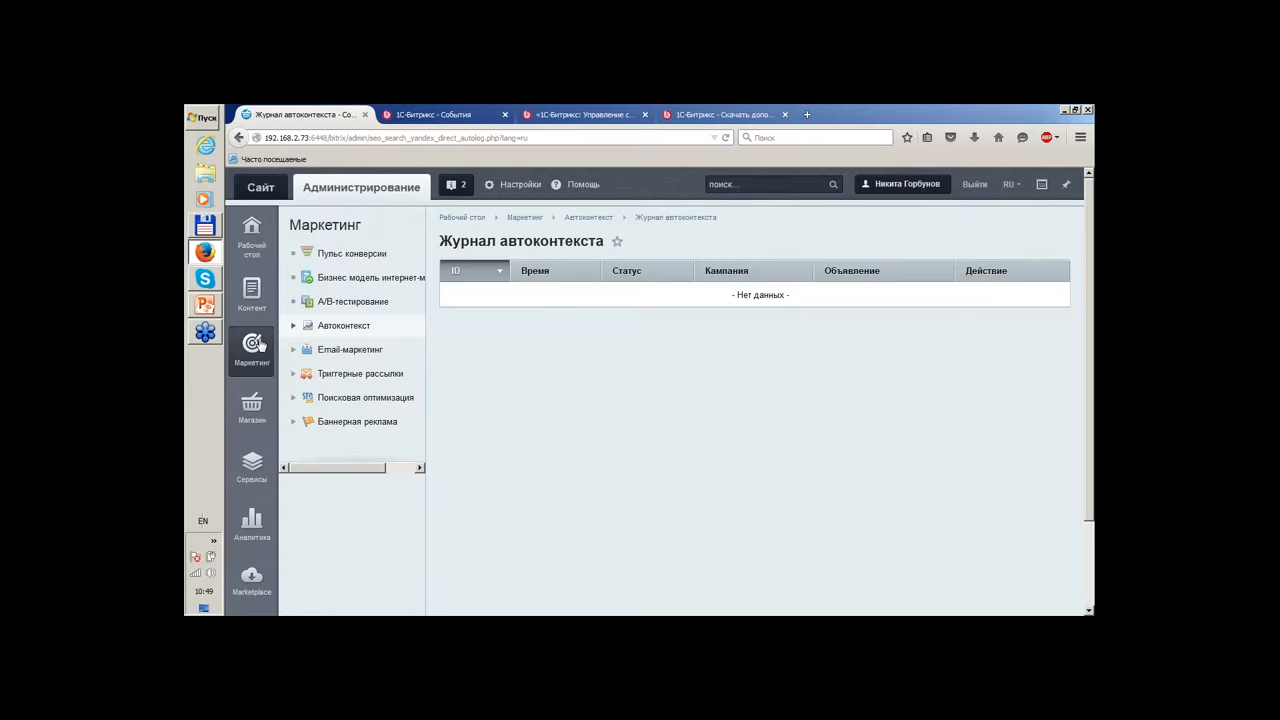 Пуск
Журнал автоконтекста - Со...
1С-Битрикс - События
«1С-Битрикс: Управление с...
1С-Битрикс - Скачать допо...
192.168.2.73:6448/bitrix/admin/seo_search_yandex_direct_autolog.php?lang=ru
Поиск
ABP
Часто посещаемые
Сайт
Администрирование
2
Настройки
Помощь
поиск...
Никита Горбунов
Выйти
RU
Рабочий стол
Контент
Маркетинг
Магазин
Сервисы
Аналитика
Marketplace
Маркетинг
Пульс конверсии
Бизнес модель интернет-м
A/B-тестирование
Автоконтекст
Email-маркетинг
Триггерные рассылки
SEO
Поисковая оптимизация
Баннерная реклама
Рабочий стол
Маркетинг
Автоконтекст
Журнал автоконтекста
Журнал автоконтекста
ID
Время
Статус
Кампания
Объявление
Действие
- Нет данных -
EN
10:49